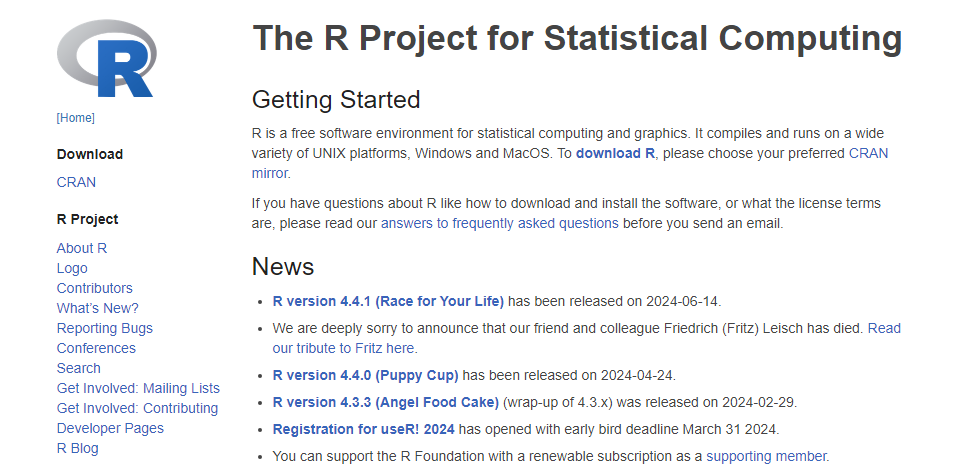 R
[Home]
Download
CRAN
R Project
About R
Logo
Contributors
What's New?
Reporting Bugs
Conferences
Search
Get Involved: Mailing Lists
Get Involved: Contributing
Developer Pages
R Blog
The R Project for Statistical Computing
Getting Started
R is a free software environment for statistical computing and graphics. It compiles and runs on a wide
variety of UNIX platforms, Windows and MacOS. To download R, please choose your preferred CRAN
mirror.
If you have questions about R like how to download and install the software, or what the license terms
are, please read our answers to frequently asked questions before you send an email.
News
• R version 4.4.1 (Race for Your Life) has been released on 2024-06-14.
• We are deeply sorry to announce that our friend and colleague Friedrich (Fritz) Leisch has died. Read
our tribute to Fritz here.
• R version 4.4.0 (Puppy Cup) has been released on 2024-04-24.
• R version 4.3.3 (Angel Food Cake) (wrap-up of 4.3.x) was released on 2024-02-29.
• Registration for useR! 2024 has opened with early bird deadline March 31 2024.
• You can support the R Foundation with a renewable subscription as a supporting member.